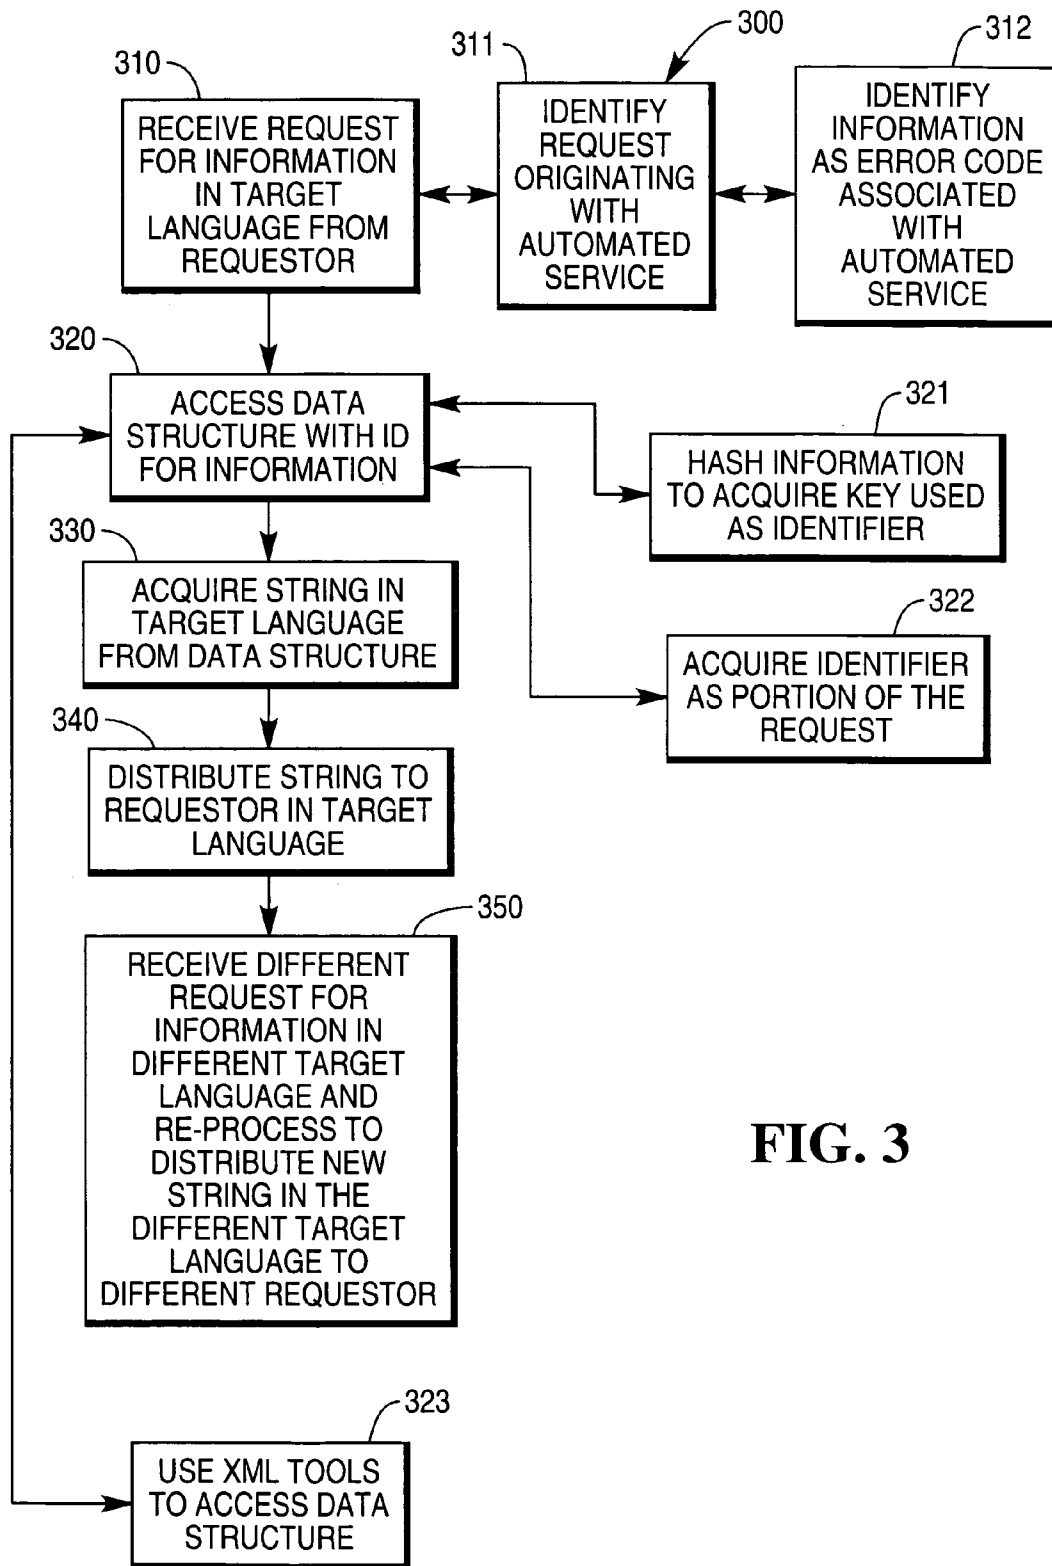 300
310
RECEIVE REQUEST
FOR INFORMATION
IN TARGET
LANGUAGE FROM
REQUESTOR
311
IDENTIFY
REQUEST
ORIGINATING
WITH
AUTOMATED
SERVICE
312
IDENTIFY
INFORMATION
AS ERROR CODE
ASSOCIATED
WITH
AUTOMATED
SERVICE
320
ACCESS DATA
STRUCTURE WITH ID
FOR INFORMATION
321
HASH INFORMATION
TO ACQUIRE KEY USED
AS IDENTIFIER
330
ACQUIRE STRING IN
TARGET LANGUAGE
FROM DATA STRUCTURE
322
ACQUIRE IDENTIFIER
AS PORTION OF THE
REQUEST
340
DISTRIBUTE STRING TO
REQUESTOR IN TARGET
LANGUAGE
350
RECEIVE DIFFERENT
REQUEST FOR
INFORMATION IN
DIFFERENT TARGET
LANGUAGE AND
RE-PROCESS TO
DISTRIBUTE NEW
STRING IN THE
DIFFERENT TARGET
LANGUAGE TO
DIFFERENT REQUESTOR
FIG. 3
323
USE XML TOOLS
TO ACCESS DATA
STRUCTURE